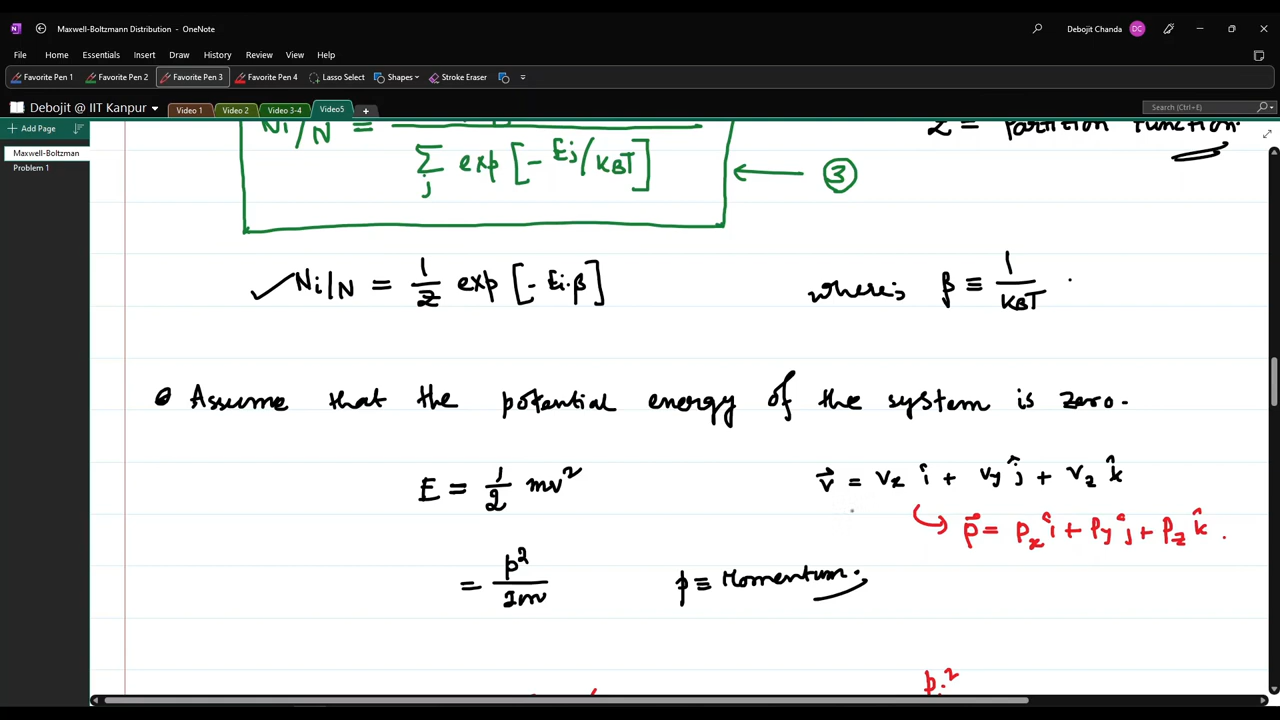 Maxwell-Boltzmann Distribution - OneNote
Debojit Chanda DC
File Home Essentials Insert Draw History Review View Help
Favorite Pen 1 Favorite Pen 2 Favorite Pen 3 Favorite Pen 4 Lasso Select Shapes Stroke Eraser
Debojit @ IIT Kanpur Video 1 Video 2 Video 3-4 Video5 Search (Ctrl+E)
Add Page
Maxwell-Boltzman
Problem 1
Ni/N = Z = Partition Function.
∑ j exp [- Ej/KBT] ③
Ni/N = 1/Z exp [- Ei.β] where; β ≡ 1/KBT
Assume that the potential energy of the system is zero.
E = 1/2 mv² v⃗ = vx î + vy ĵ + vz k̂
p⃗ = px î + py ĵ + pz k̂ .
= p²/2m p ≡ Momentum.